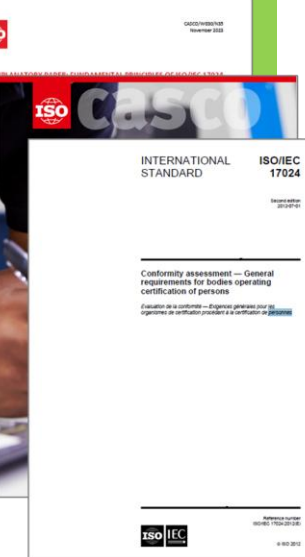 CASCO/WG30/N35
November 2023
EXPLANATORY PAPER: FUNDAMENTAL PRINCIPLES OF ISO/IEC 17024
ISO
casco
INTERNATIONAL STANDARD
ISO/IEC 17024
Second edition
2012-07-01
Conformity assessment — General
requirements for bodies operating
certification of persons
Évaluation de la conformité — Exigences générales pour les
organismes de certification procédant à la certification de personnes
ISO IEC
Reference number
ISO/IEC 17024:2012(E)
© ISO 2012